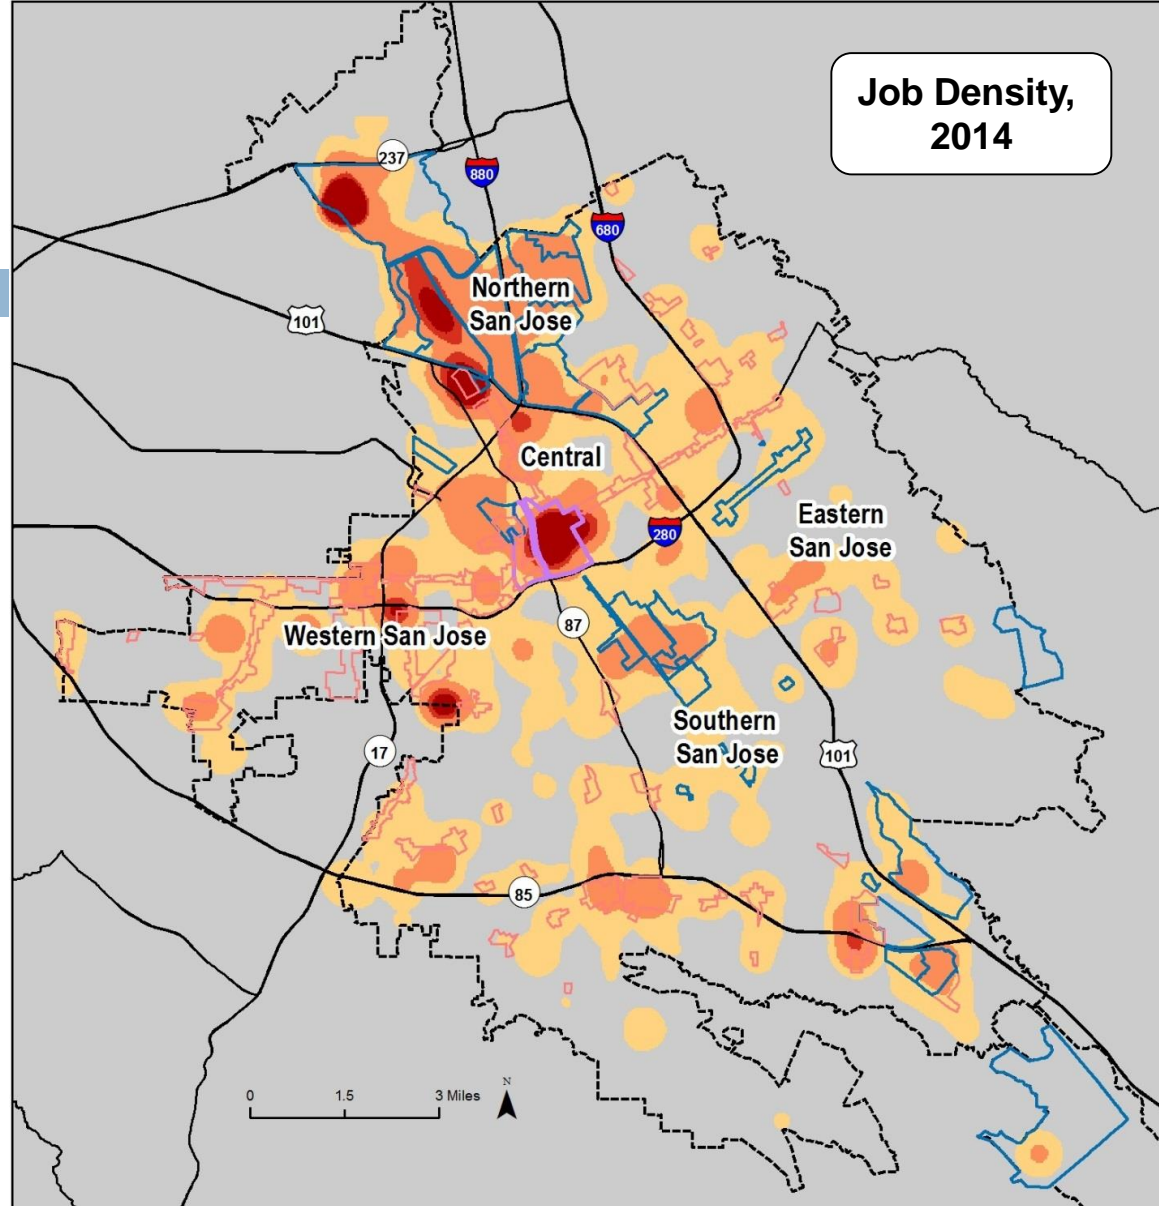 Job Density,
2014
237
880
680
Northern
San Jose
101
Central
Eastern
San Jose
280
87
Western San Jose
Southern
San Jose
17
101
85
N
0 1.5 3 Miles